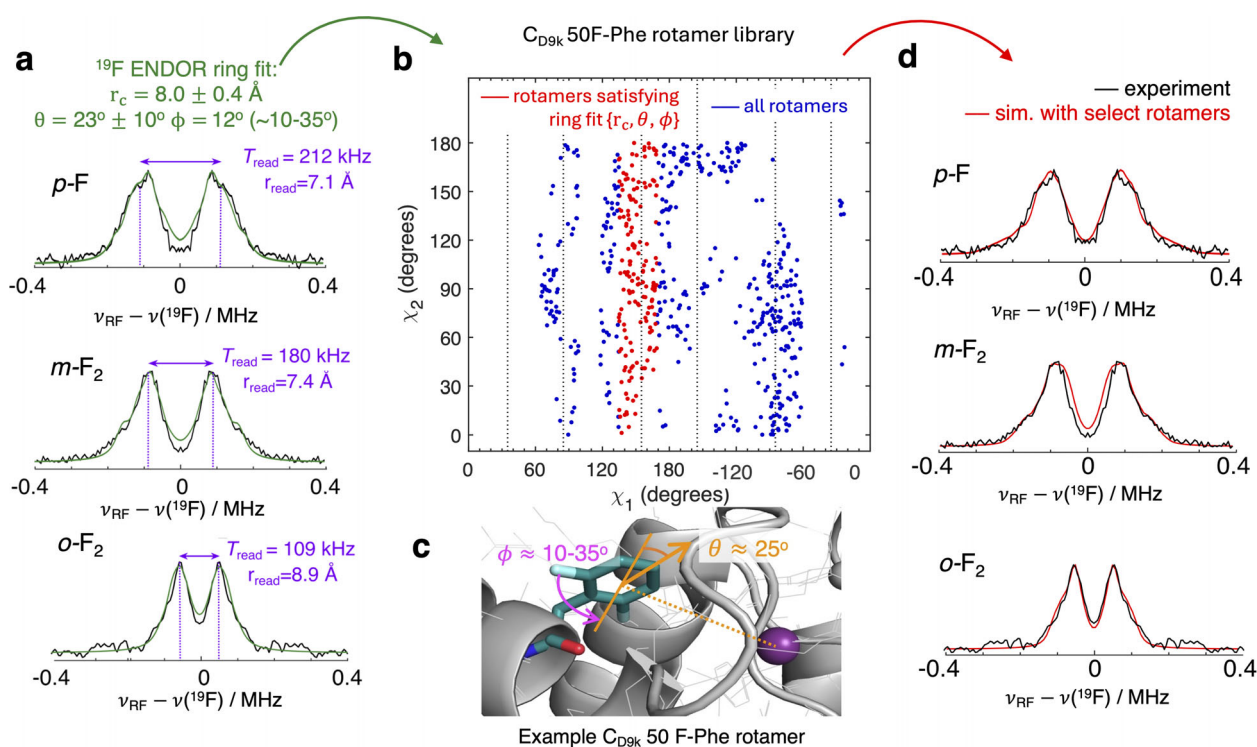 C_D9k 50F-Phe rotamer library
a
¹⁹F ENDOR ring fit:
r_c = 8.0 ± 0.4 Å
θ = 23° ± 10° ϕ = 12° (~10-35°)
p-F
T_read = 212 kHz
r_read=7.1 Å
-0.4 0 0.4
ν_RF − ν(¹⁹F) / MHz
m-F₂
T_read = 180 kHz
r_read=7.4 Å
-0.4 0 0.4
ν_RF − ν(¹⁹F) / MHz
o-F₂
T_read = 109 kHz
r_read=8.9 Å
-0.4 0 0.4
ν_RF − ν(¹⁹F) / MHz
b
rotamers satisfying
ring fit {r_c, θ, ϕ}
all rotamers
180
150
120
90
60
30
0
χ₂ (degrees)
0 60 120 180 -120 -60 0
χ₁ (degrees)
c
ϕ ≈ 10-35°
θ ≈ 25°
Example C_D9k 50 F-Phe rotamer
d
experiment
sim. with select rotamers
p-F
-0.4 0 0.4
ν_RF − ν(¹⁹F) / MHz
m-F₂
-0.4 0 0.4
ν_RF − ν(¹⁹F) / MHz
o-F₂
-0.4 0 0.4
ν_RF − ν(¹⁹F) / MHz